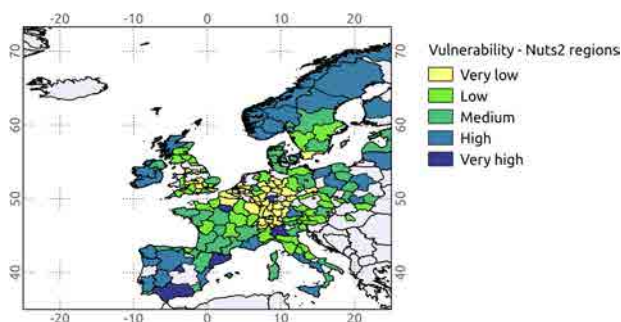 -20 -10 0 10 20
Vulnerability - Nuts2 regions
Very low
Low
Medium
High
Very high
70 70
60 60
50 50
40 40
-20 -10 0 10 20